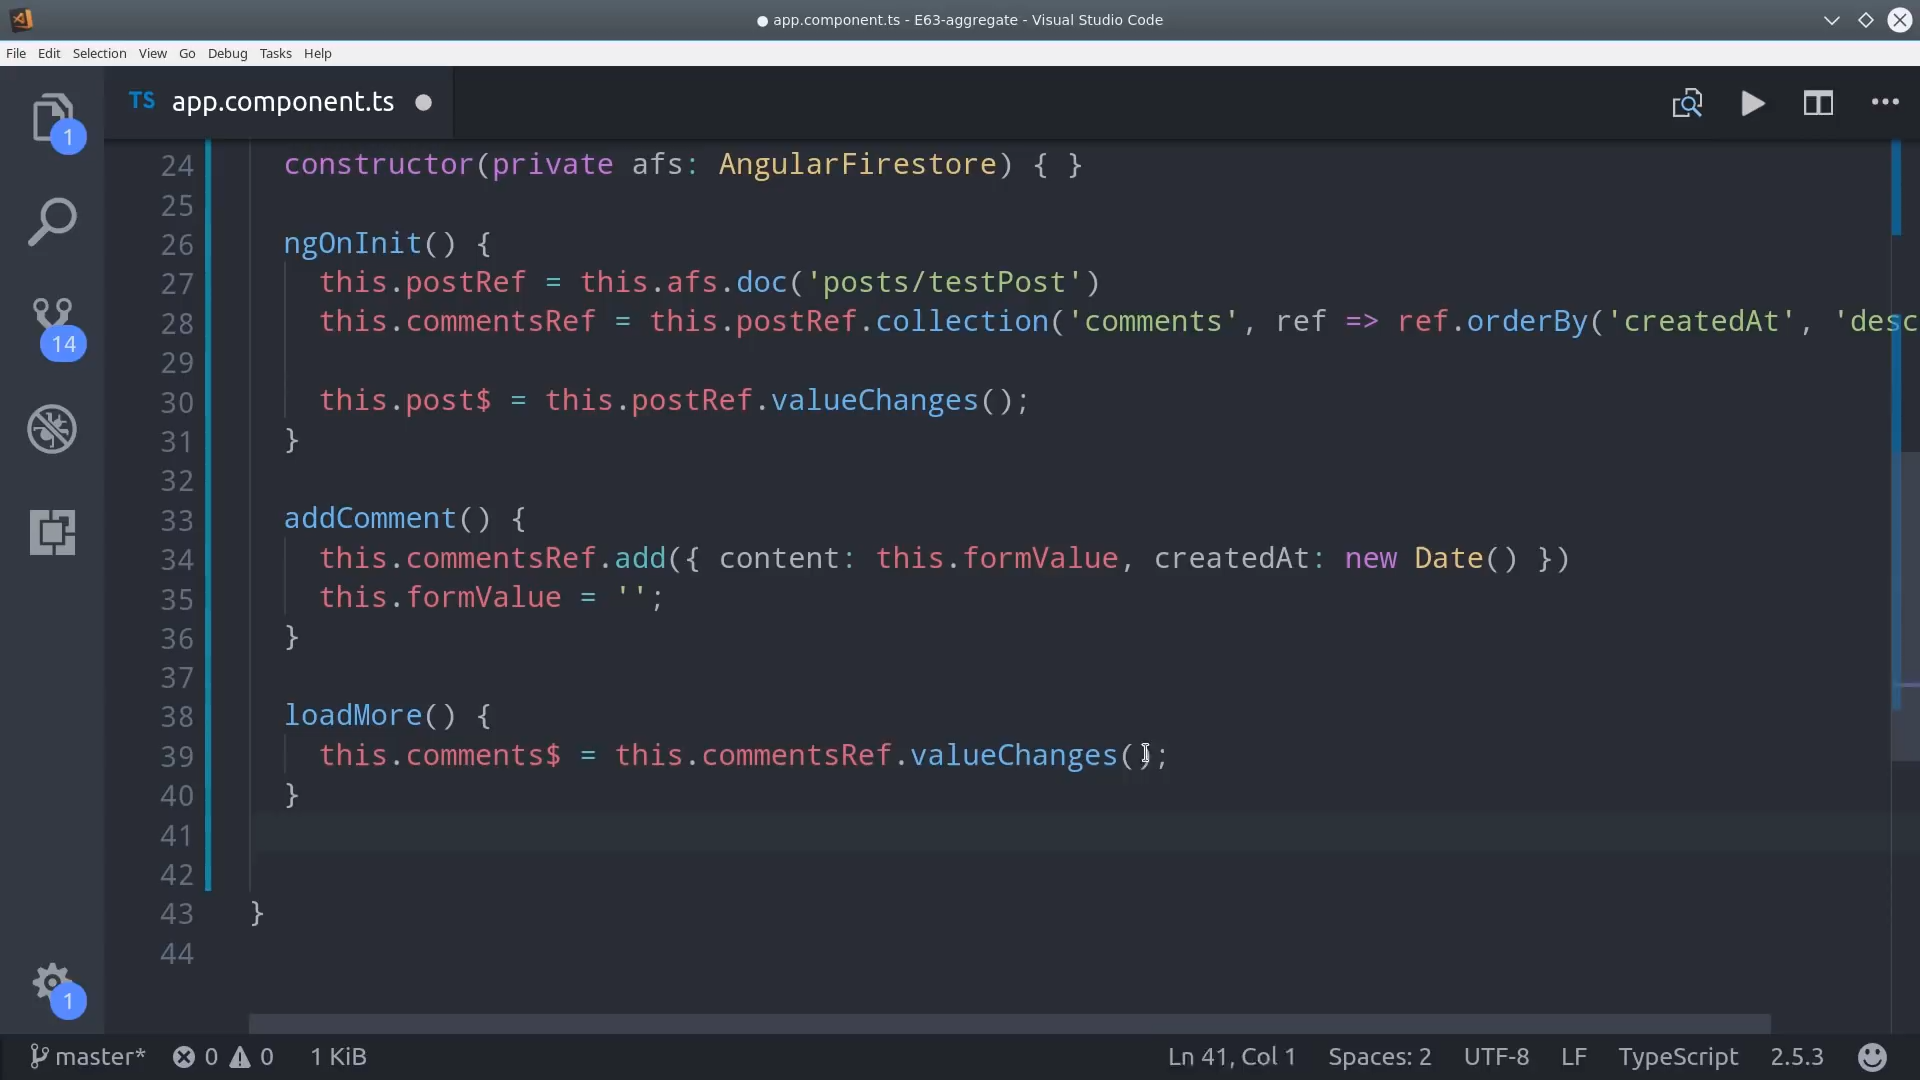 ● app.component.ts - E63-aggregate - Visual Studio Code
File Edit Selection View Go Debug Tasks Help
TS app.component.ts ●
1
14
1
24 constructor(private afs: AngularFirestore) { }
25
26 ngOnInit() {
27 this.postRef = this.afs.doc('posts/testPost')
28 this.commentsRef = this.postRef.collection('comments', ref => ref.orderBy('createdAt', 'desc
29
30 this.post$ = this.postRef.valueChanges();
31 }
32
33 addComment() {
34 this.commentsRef.add({ content: this.formValue, createdAt: new Date() })
35 this.formValue = '';
36 }
37
38 loadMore() {
39 this.comments$ = this.commentsRef.valueChanges();
40 }
41
42
43 }
44
master* 0 0 1 KiB Ln 41, Col 1 Spaces: 2 UTF-8 LF TypeScript 2.5.3